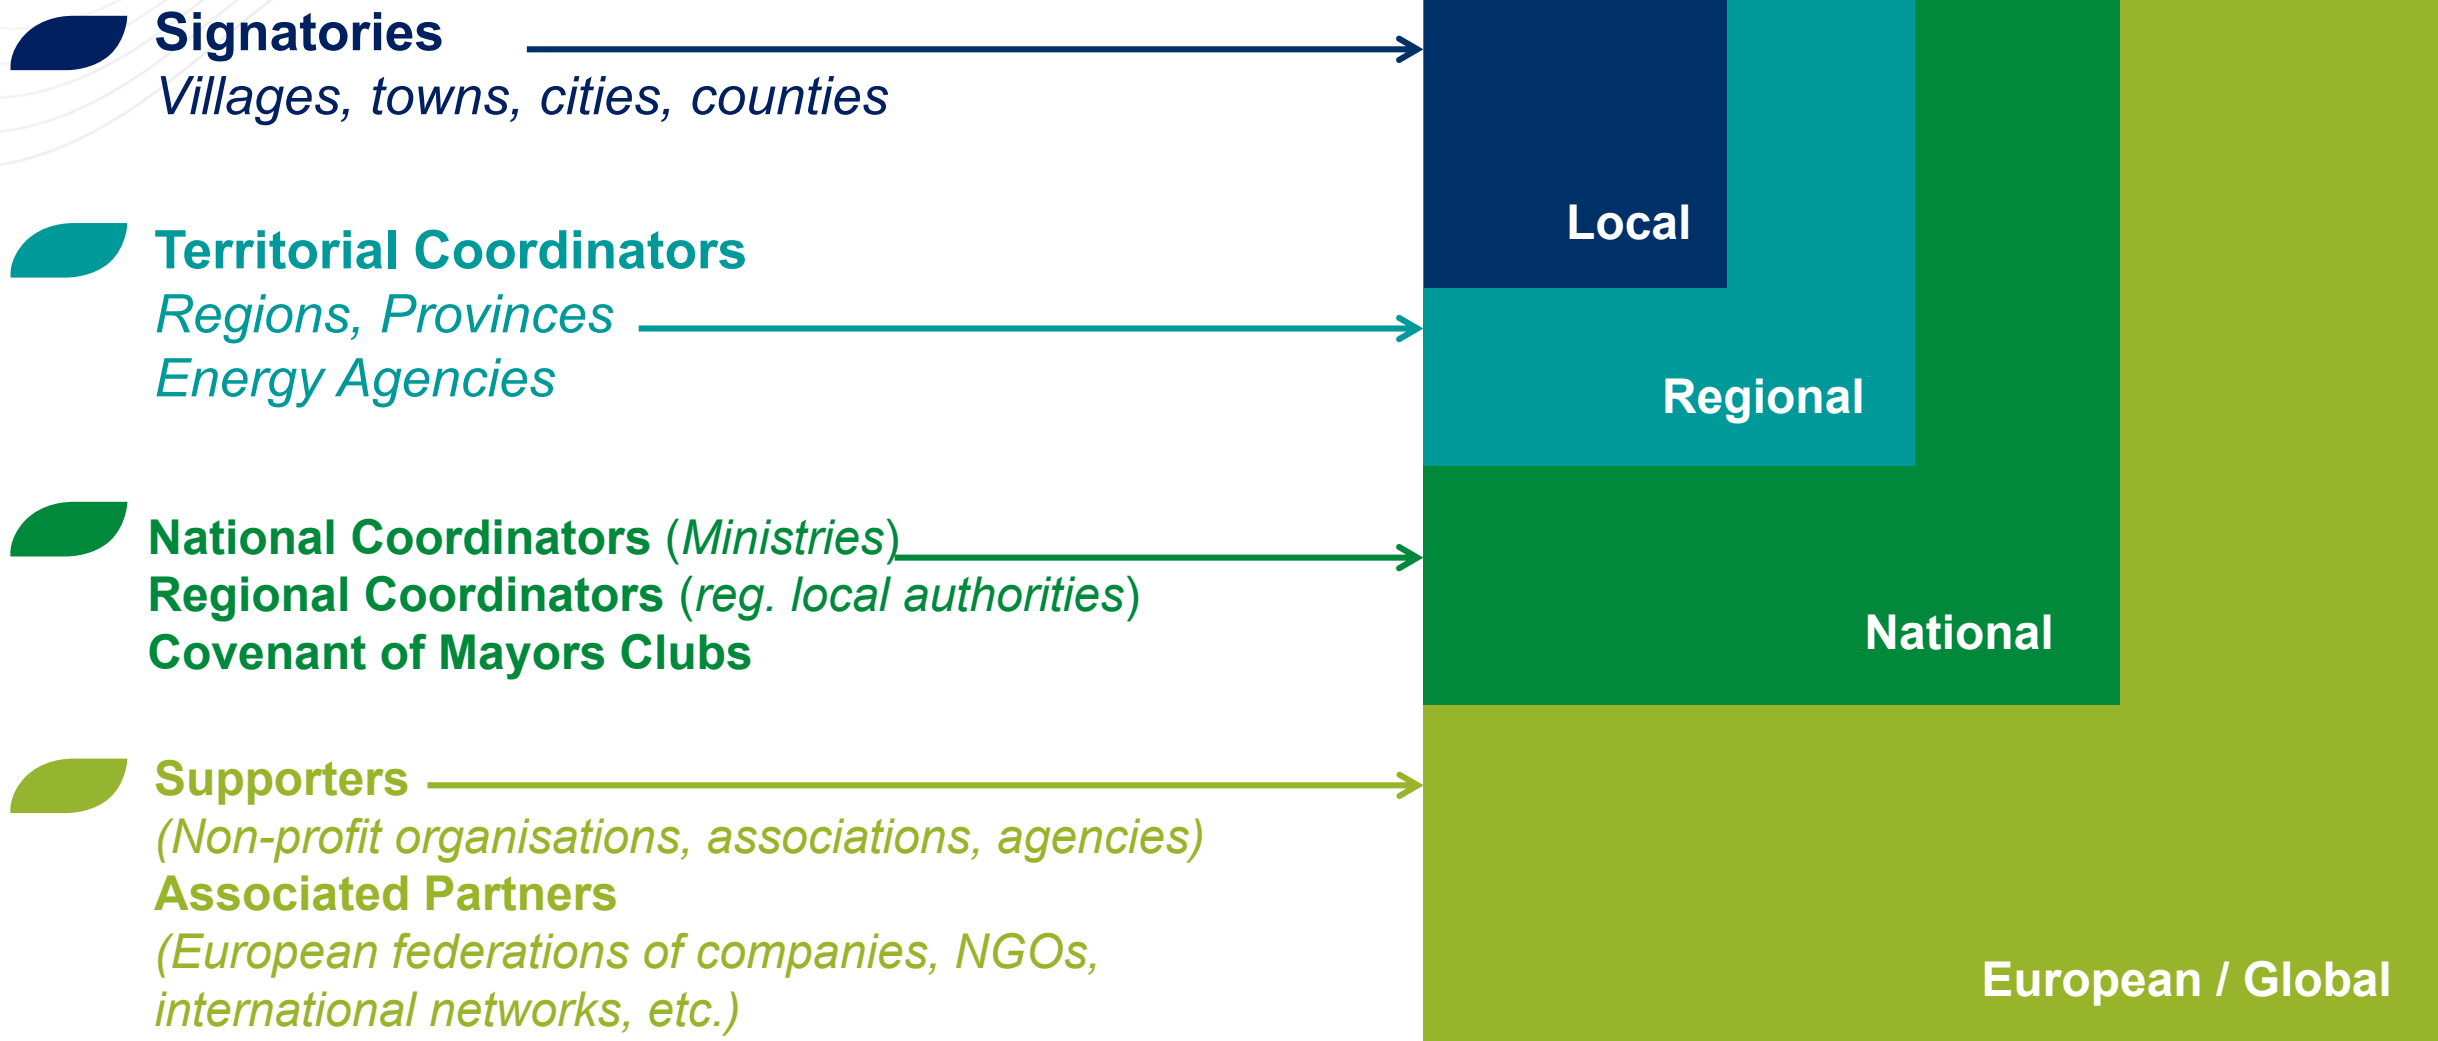 Signatories
Villages, towns, cities, counties
Territorial Coordinators
Regions, Provinces
Energy Agencies
National Coordinators (Ministries)
Regional Coordinators (reg. local authorities)
Covenant of Mayors Clubs
Supporters
(Non-profit organisations, associations, agencies)
Associated Partners
(European federations of companies, NGOs,
international networks, etc.)
Local
Regional
National
European / Global